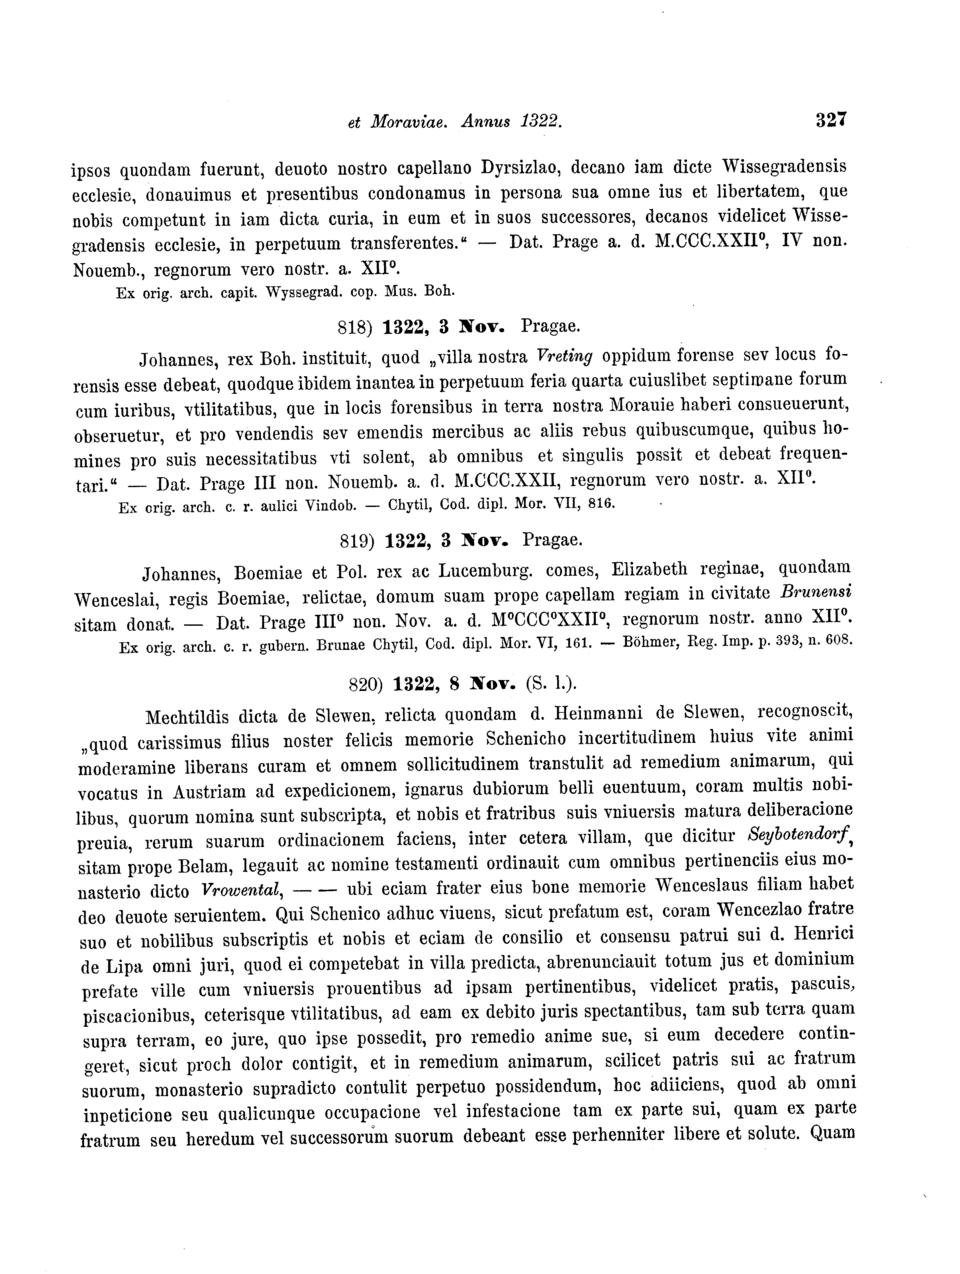 et Moraviae. Annus 1322. 327
ipsos quondam fuerunt, deuoto nostro capellano Dyrsizlao, decano iam dicte Wissegradensis
ecclesie, donauimus et presentibus condonamus in persona sua omne ius et libertatem, que
nobis competunt in iam dicta curia, in eum et in suos successores, decanos videlicet Wisse-
gradensis ecclesie, in perpetuum transferentes.“ — Dat. Prage a. d. M.CCC.XXII⁰, IV non.
Nouemb., regnorum vero nostr. a. XII⁰.
Ex orig. arch. capit. Wyssegrad. cop. Mus. Boh.
818) 1322, 3 Nov. Pragae.
Johannes, rex Boh. instituit, quod „villa nostra Vreting oppidum forense sev locus fo-
rensis esse debeat, quodque ibidem inantea in perpetuum feria quarta cuiuslibet septimane forum
cum iuribus, vtilitatibus, que in locis forensibus in terra nostra Morauie haberi consueuerunt,
obseruetur, et pro vendendis sev emendis mercibus ac aliis rebus quibuscumque, quibus ho-
mines pro suis necessitatibus vti solent, ab omnibus et singulis possit et debeat frequen-
tari.“ — Dat. Prage III non. Nouemb. a. d. M.CCC.XXII, regnorum vero nostr. a. XII⁰.
Ex orig. arch. c. r. aulici Vindob. — Chytil, Cod. dipl. Mor. VII, 816.
819) 1322, 3 Nov. Pragae.
Johannes, Boemiae et Pol. rex ac Lucemburg. comes, Elizabeth reginae, quondam
Wenceslai, regis Boemiae, relictae, domum suam prope capellam regiam in civitate Brunensi
sitam donat. — Dat. Prage III⁰ non. Nov. a. d. M⁰CCC⁰XXII⁰, regnorum nostr. anno XII⁰.
Ex orig. arch. c. r. gubern. Brunae Chytil, Cod. dipl. Mor. VI, 161. — Böhmer, Reg. Imp. p. 393, n. 608.
820) 1322, 8 Nov. (S. l.).
Mechtildis dicta de Slewen, relicta quondam d. Heinmanni de Slewen, recognoscit,
„quod carissimus filius noster felicis memorie Schenicho incertitudinem huius vite animi
moderamine liberans curam et omnem sollicitudinem transtulit ad remedium animarum, qui
vocatus in Austriam ad expedicionem, ignarus dubiorum belli euentuum, coram multis nobi-
libus, quorum nomina sunt subscripta, et nobis et fratribus suis vniuersis matura deliberacione
preuia, rerum suarum ordinacionem faciens, inter cetera villam, que dicitur Seybotendorf,
sitam prope Belam, legauit ac nomine testamenti ordinauit cum omnibus pertinenciis eius mo-
nasterio dicto Vrowental, — — ubi eciam frater eius bone memorie Wenceslaus filiam habet
deo deuote seruientem. Qui Schenico adhuc viuens, sicut prefatum est, coram Wencezlao fratre
suo et nobilibus subscriptis et nobis et eciam de consilio et consensu patrui sui d. Henrici
de Lipa omni juri, quod ei competebat in villa predicta, abrenunciauit totum jus et dominium
prefate ville cum vniuersis prouentibus ad ipsam pertinentibus, videlicet pratis, pascuis,
piscacionibus, ceterisque vtilitatibus, ad eam ex debito juris spectantibus, tam sub terra quam
supra terram, eo jure, quo ipse possedit, pro remedio anime sue, si eum decedere contin-
geret, sicut proch dolor contigit, et in remedium animarum, scilicet patris sui ac fratrum
suorum, monasterio supradicto contulit perpetuo possidendum, hoc adiiciens, quod ab omni
inpeticione seu qualicunque occupacione vel infestacione tam ex parte sui, quam ex parte
fratrum seu heredum vel successorum suorum debeant esse perhenniter libere et solute. Quam